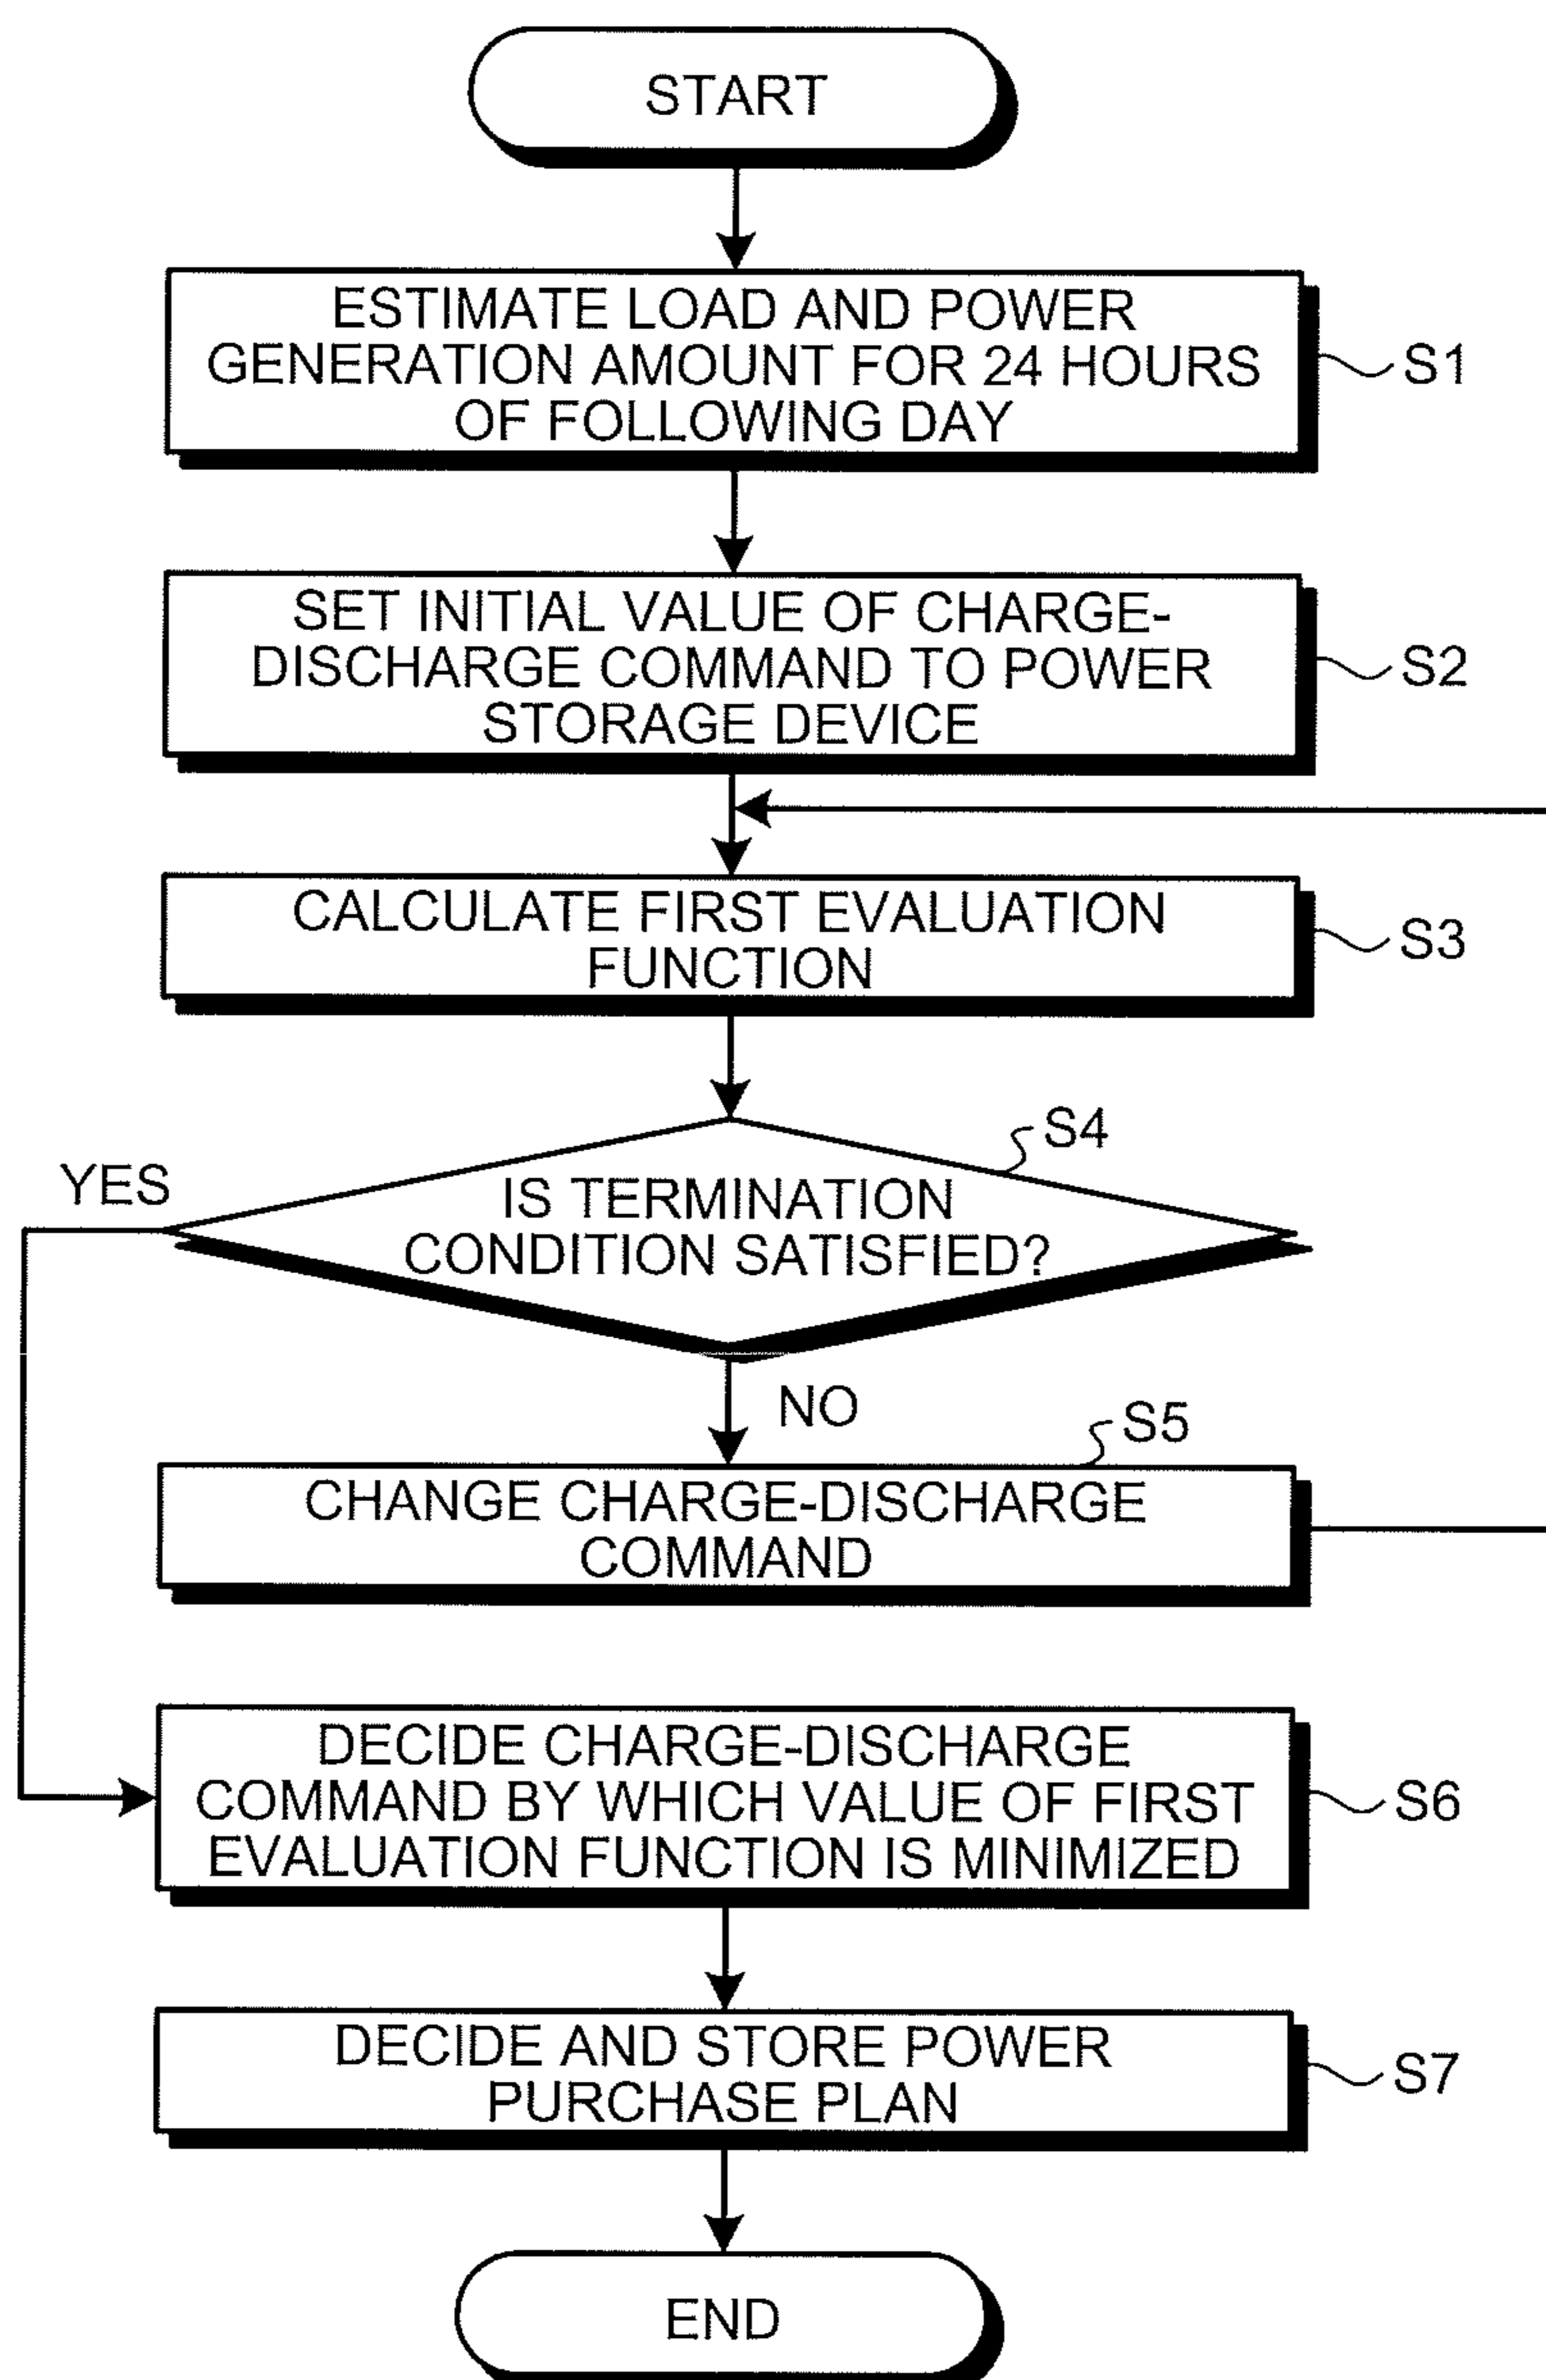 START
ESTIMATE LOAD AND POWER
GENERATION AMOUNT FOR 24 HOURS
OF FOLLOWING DAY
S1
SET INITIAL VALUE OF CHARGE-
DISCHARGE COMMAND TO POWER
STORAGE DEVICE
S2
CALCULATE FIRST EVALUATION
FUNCTION
S3
S4
YES
IS TERMINATION
CONDITION SATISFIED?
NO
S5
CHANGE CHARGE-DISCHARGE
COMMAND
DECIDE CHARGE-DISCHARGE
COMMAND BY WHICH VALUE OF FIRST
EVALUATION FUNCTION IS MINIMIZED
S6
DECIDE AND STORE POWER
PURCHASE PLAN
S7
END